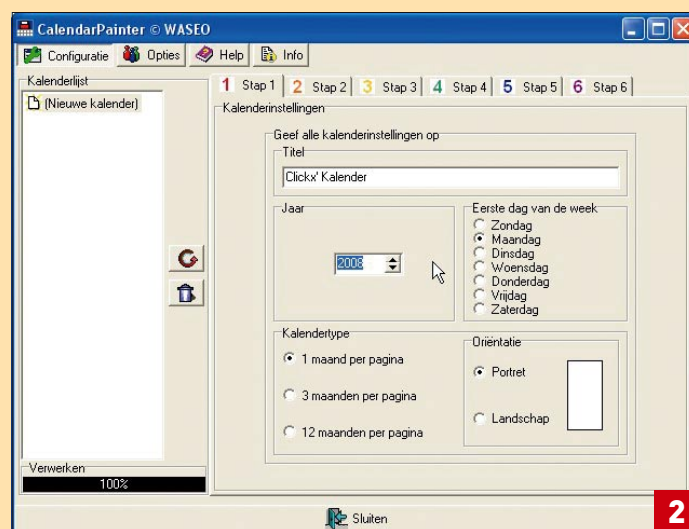 CalendarPainter © WASEO
Configuratie Opties Help Info
Kalenderlijst
(Nieuwe kalender)
1 Stap 1 2 Stap 2 3 Stap 3 4 Stap 4 5 Stap 5 6 Stap 6
Kalenderinstellingen
Geef alle kalenderinstellingen op
Titel
Clickx' Kalender
Jaar
2008
Eerste dag van de week
Zondag
Maandag
Dinsdag
Woensdag
Donderdag
Vrijdag
Zaterdag
Kalendertype
1 maand per pagina
3 maanden per pagina
12 maanden per pagina
Oriëntatie
Portret
Landschap
Verwerken
100%
Sluiten
2